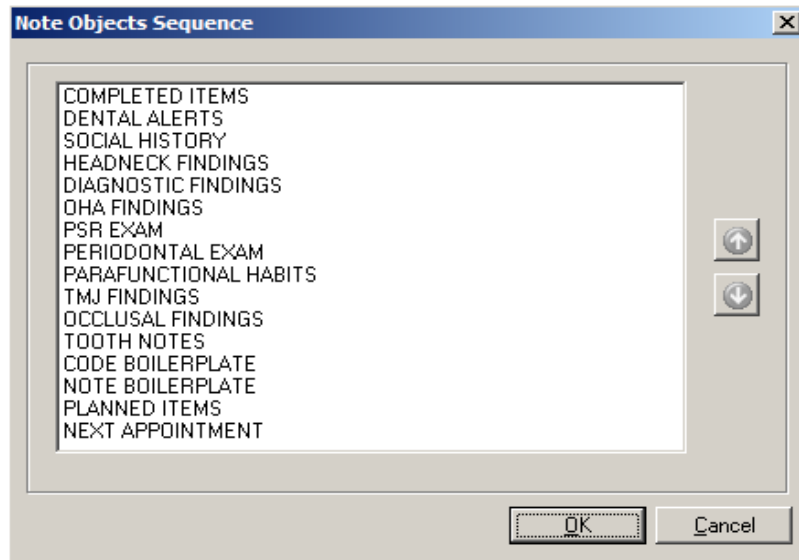 Note Objects Sequence
COMPLETED ITEMS
DENTAL ALERTS
SOCIAL HISTORY
HEADNECK FINDINGS
DIAGNOSTIC FINDINGS
OHA FINDINGS
PSR EXAM
PERIODONTAL EXAM
PARAFUNCTIONAL HABITS
TMJ FINDINGS
OCCLUSAL FINDINGS
TOOTH NOTES
CODE BOILERPLATE
NOTE BOILERPLATE
PLANNED ITEMS
NEXT APPOINTMENT
OK Cancel